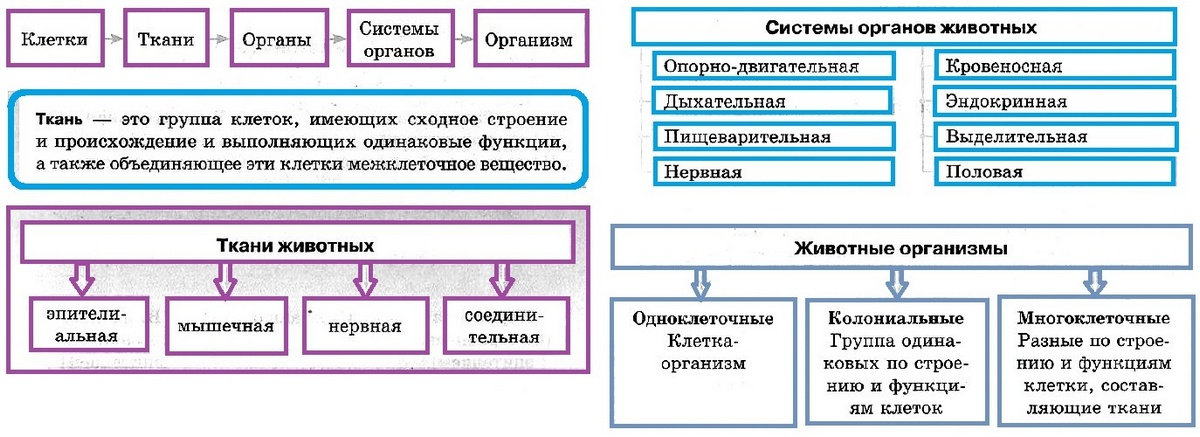 Клетки
Ткани
Органы
Системы
органов
Организм
Ткань — это группа клеток, имеющих сходное строение
и происхождение и выполняющих одинаковые функции,
а также объединяющее эти клетки межклеточное вещество.
Ткани животных
эпители-
альная
мышечная
нервная
соедини-
тельная
Системы органов животных
Опорно-двигательная
Дыхательная
Пищеварительная
Нервная
Кровеносная
Эндокринная
Выделительная
Половая
Животные организмы
Одноклеточные
Клетка-
организм
Колониальные
Группа одина-
ковых по строе-
нию и функци-
ям клеток
Многоклеточные
Разные по строе-
нию и функциям
клетки, состав-
ляющие ткани